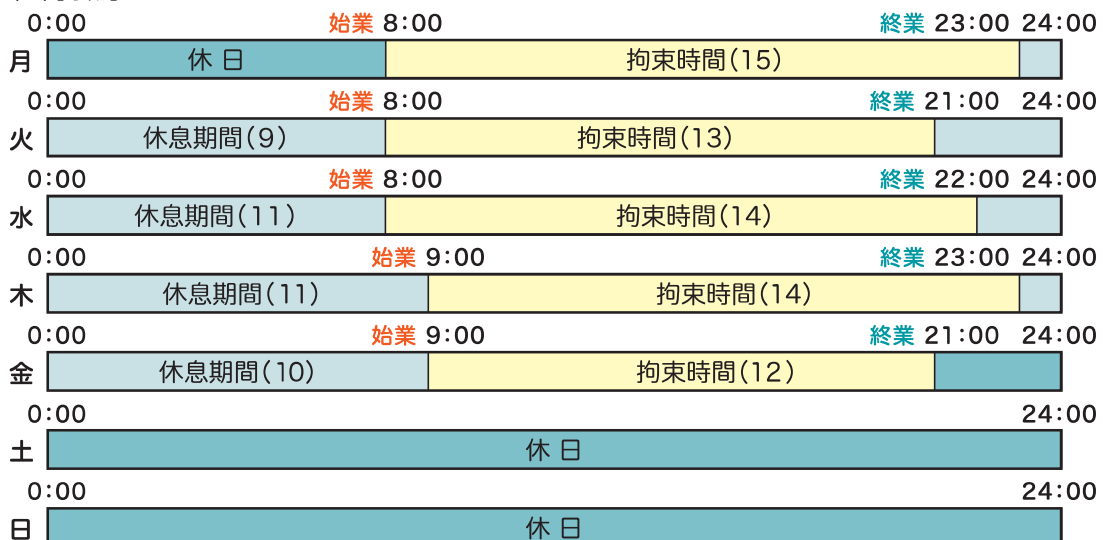 0:00 始業 8:00 終業 23:00 24:00
月 休 日 拘束時間(15)
0:00 始業 8:00 終業 21:00 24:00
火 休息期間(9) 拘束時間(13)
0:00 始業 8:00 終業 22:00 24:00
水 休息期間(11) 拘束時間(14)
0:00 始業 9:00 終業 23:00 24:00
木 休息期間(11) 拘束時間(14)
0:00 始業 9:00 終業 21:00 24:00
金 休息期間(10) 拘束時間(12)
0:00 24:00
土 休 日
0:00 24:00
日 休 日